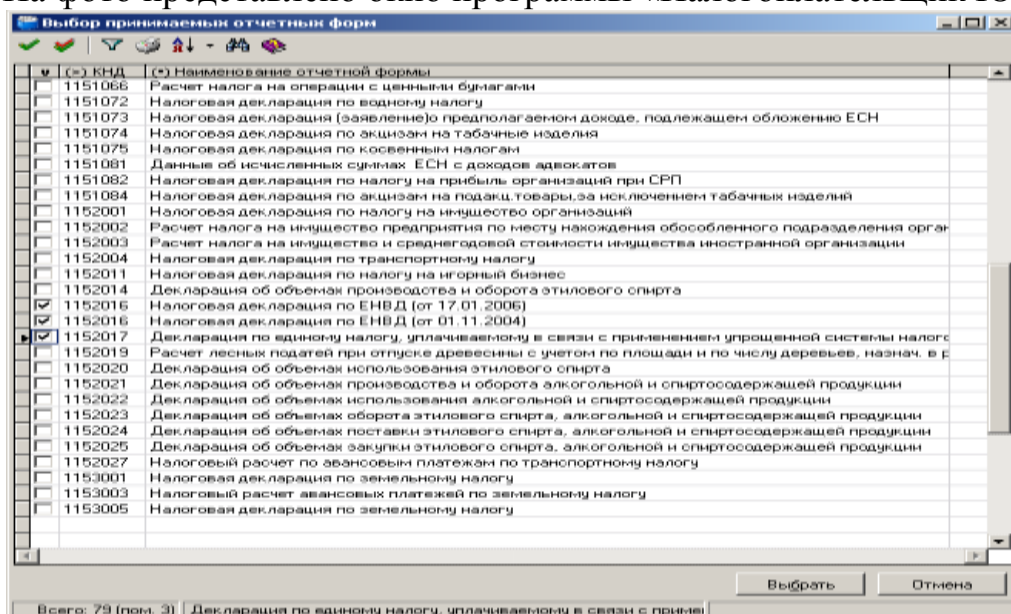 На фото представлено окно программы «Налогоплательщик Ю
Выбор принимаемых отчетных форм
(=) КНД (*) Наименование отчетной формы
1151066 Расчет налога на операции с ценными бумагами
1151072 Налоговая декларация по водному налогу
1151073 Налоговая декларация (заявление)о предполагаемом доходе, подлежащем обложению ЕСН
1151074 Налоговая декларация по акцизам на табачные изделия
1151075 Налоговая декларация по косвенным налогам
1151081 Данные об исчисленных суммах ЕСН с доходов адвокатов
1151082 Налоговая декларация по налогу на прибыль организаций при СРП
1151084 Налоговая декларация по акцизам на подакц.товары,за исключением табачных изделий
1152001 Налоговая декларация по налогу на имущество организаций
1152002 Расчет налога на имущество предприятия по месту нахождения обособленного подразделения орган
1152003 Расчет налога на имущество и среднегодовой стоимости имущества иностранной организации
1152004 Налоговая декларация по транспортному налогу
1152011 Налоговая декларация по налогу на игорный бизнес
1152014 Декларация об объемах производства и оборота этилового спирта
1152016 Налоговая декларация по ЕНВД (от 17.01.2006)
1152016 Налоговая декларация по ЕНВД (от 01.11.2004)
1152017 Декларация по единому налогу, уплачиваемому в связи с применением упрощенной системы налого
1152019 Расчет лесных податей при отпуске древесины с учетом по площади и по числу деревьев, назнач. в р
1152020 Декларация об объемах использования этилового спирта
1152021 Декларация об объемах производства и оборота алкогольной и спиртосодержащей продукции
1152022 Декларация об объемах использования алкогольной и спиртосодержащей продукции
1152023 Декларация об объемах оборота этилового спирта, алкогольной и спиртосодержащей продукции
1152024 Декларация об объемах поставки этилового спирта, алкогольной и спиртосодержащей продукции
1152025 Декларация об объемах закупки этилового спирта, алкогольной и спиртосодержащей продукции
1152027 Налоговый расчет по авансовым платежам по транспортному налогу
1153001 Налоговая декларация по земельному налогу
1153003 Налоговый расчет авансовых платежей по земельному налогу
1153005 Налоговая декларация по земельному налогу
Выбрать Отмена
Всего: 79 (пом. 3) Декларация по единому налогу, уплачиваемому в связи с приме